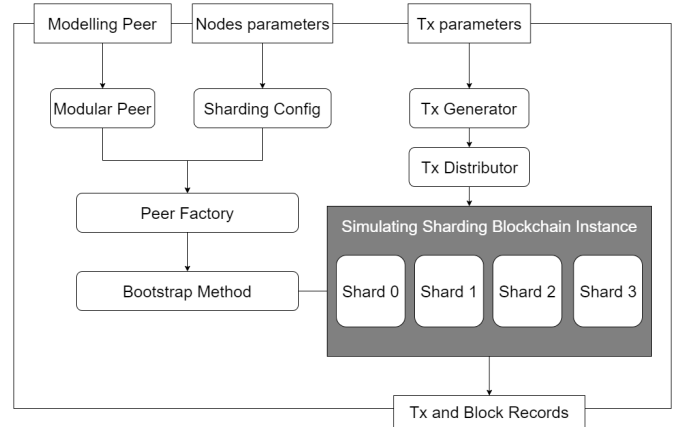 Modelling Peer
Nodes parameters
Tx parameters
Modular Peer
Sharding Config
Tx Generator
Tx Distributor
Peer Factory
Simulating Sharding Blockchain Instance
Bootstrap Method
Shard 0
Shard 1
Shard 2
Shard 3
Tx and Block Records